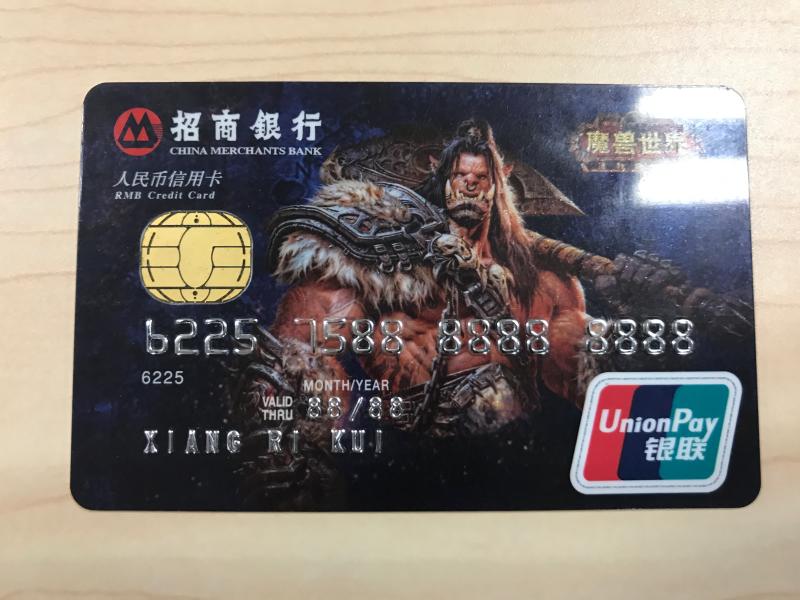 招商銀行
CHINA MERCHANTS BANK
人民币信用卡
RMB Credit Card
魔兽世界
6225 7588 8888 8888
6225
MONTH/YEAR
VALID THRU 88/88
XIANG RI KUI
UnionPay
银联